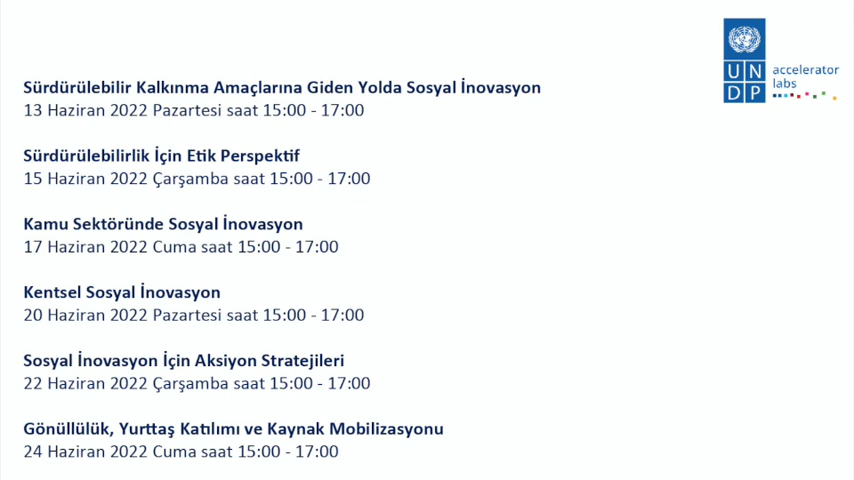 Sürdürülebilir Kalkınma Amaçlarına Giden Yolda Sosyal İnovasyon
13 Haziran 2022 Pazartesi saat 15:00 - 17:00
Sürdürülebilirlik İçin Etik Perspektif
15 Haziran 2022 Çarşamba saat 15:00 - 17:00
Kamu Sektöründe Sosyal İnovasyon
17 Haziran 2022 Cuma saat 15:00 - 17:00
Kentsel Sosyal İnovasyon
20 Haziran 2022 Pazartesi saat 15:00 - 17:00
Sosyal İnovasyon İçin Aksiyon Stratejileri
22 Haziran 2022 Çarşamba saat 15:00 - 17:00
Gönüllülük, Yurttaş Katılımı ve Kaynak Mobilizasyonu
24 Haziran 2022 Cuma saat 15:00 - 17:00
UN
DP
accelerator
labs